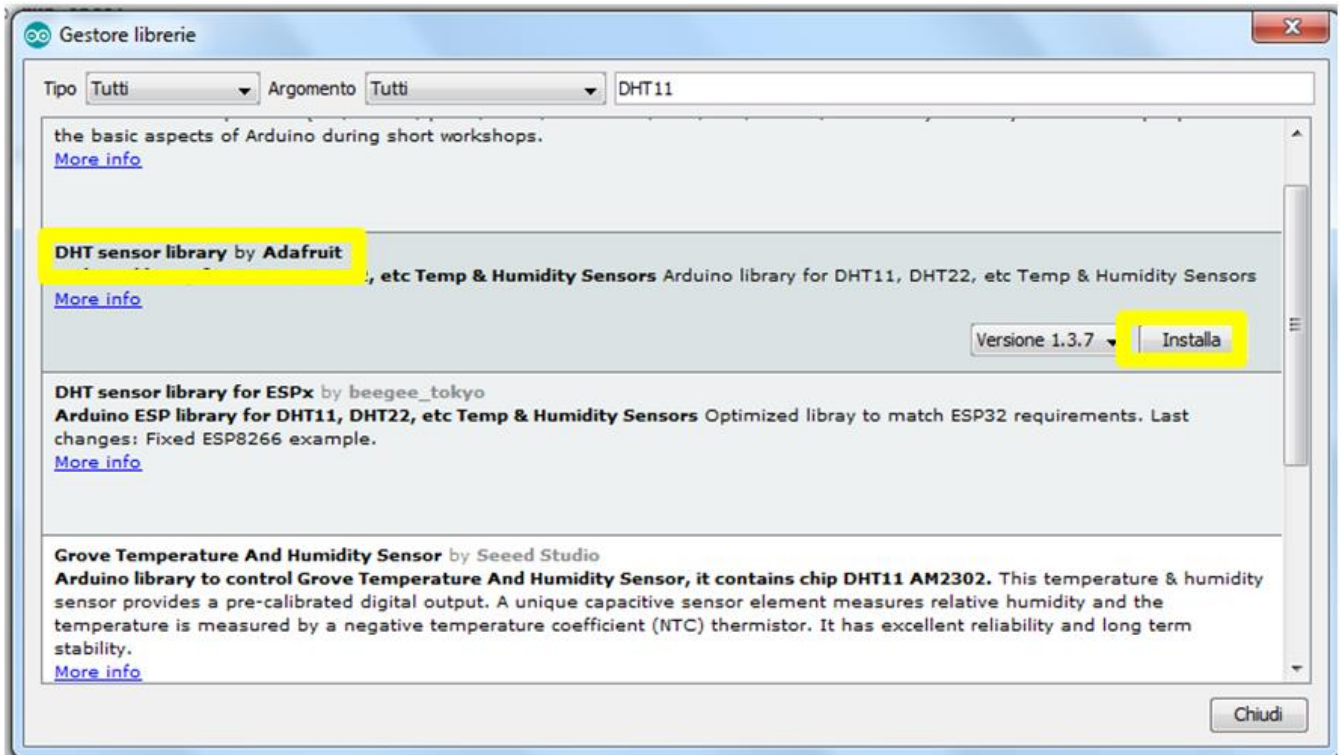 Gestore librerie
Tipo Tutti Argomento Tutti DHT11
the basic aspects of Arduino during short workshops.
More info
DHT sensor library by Adafruit
, etc Temp & Humidity Sensors Arduino library for DHT11, DHT22, etc Temp & Humidity Sensors
More info
Versione 1.3.7 Installa
DHT sensor library for ESPx by beegee_tokyo
Arduino ESP library for DHT11, DHT22, etc Temp & Humidity Sensors Optimized libray to match ESP32 requirements. Last
changes: Fixed ESP8266 example.
More info
Grove Temperature And Humidity Sensor by Seeed Studio
Arduino library to control Grove Temperature And Humidity Sensor, it contains chip DHT11 AM2302. This temperature & humidity
sensor provides a pre-calibrated digital output. A unique capacitive sensor element measures relative humidity and the
temperature is measured by a negative temperature coefficient (NTC) thermistor. It has excellent reliability and long term
stability.
More info
Chiudi